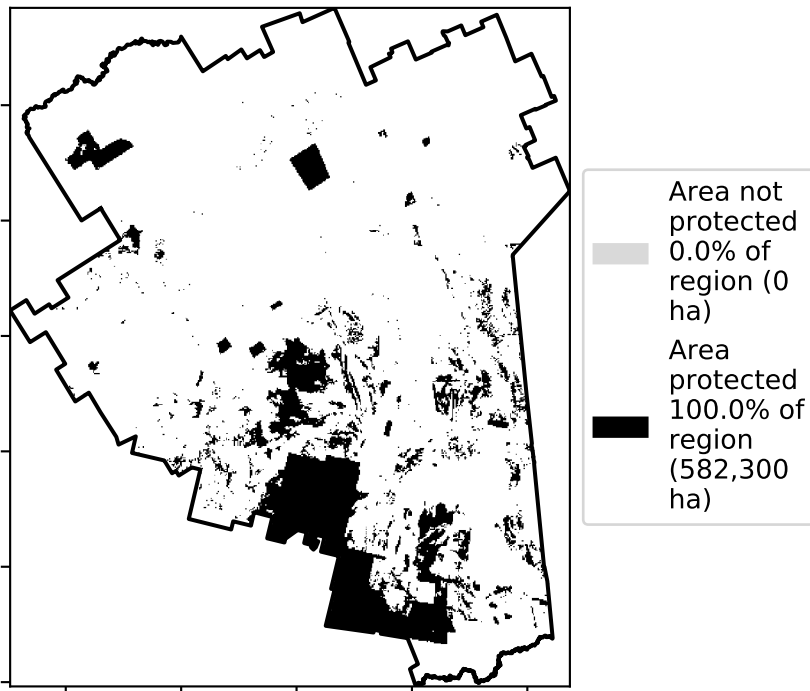 Area not
protected
0.0% of
region (0
ha)
Area
protected
100.0% of
region
(582,300
ha)